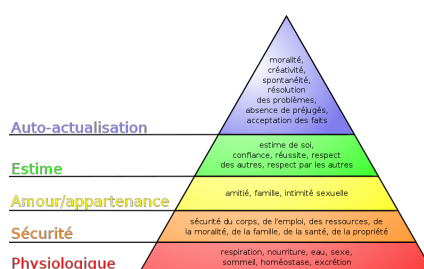 moralité,
créativité,
spontanéité,
résolution
des problèmes,
absence de préjugés,
acceptation des faits
Auto-actualisation
estime de soi,
confiance, réussite, respect
des autres, respect par les autres
Estime
amitié, famille, intimité sexuelle
Amour/appartenance
sécurité du corps, de l'emploi, des ressources, de
la moralité, de la famille, de la santé, de la propriété
Sécurité
respiration, nourriture, eau, sexe,
sommeil, homéostase, excrétion
Physiologique